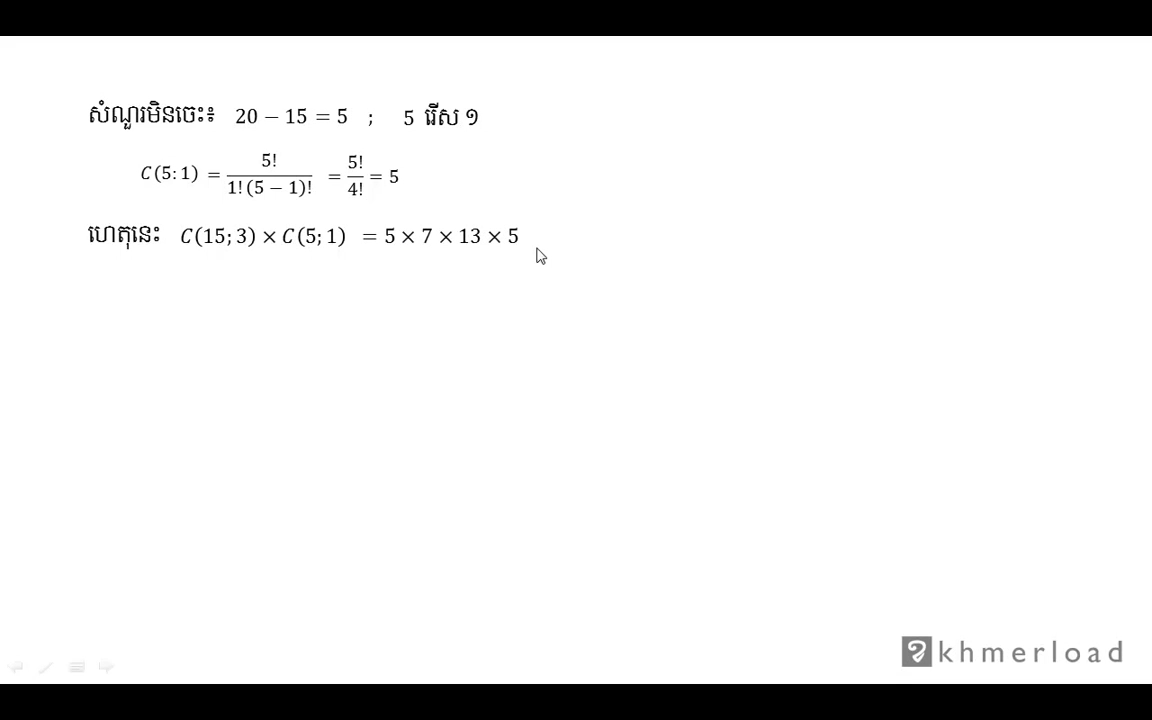 សំណួរមិនចេះ៖ 20 − 15 = 5 ; 5 រើស ១
C(5:1) = 5!/1!(5 − 1)! = 5!/4! = 5
ហេតុនេះ C(15;3) × C(5;1) = 5 × 7 × 13 × 5
khmerload